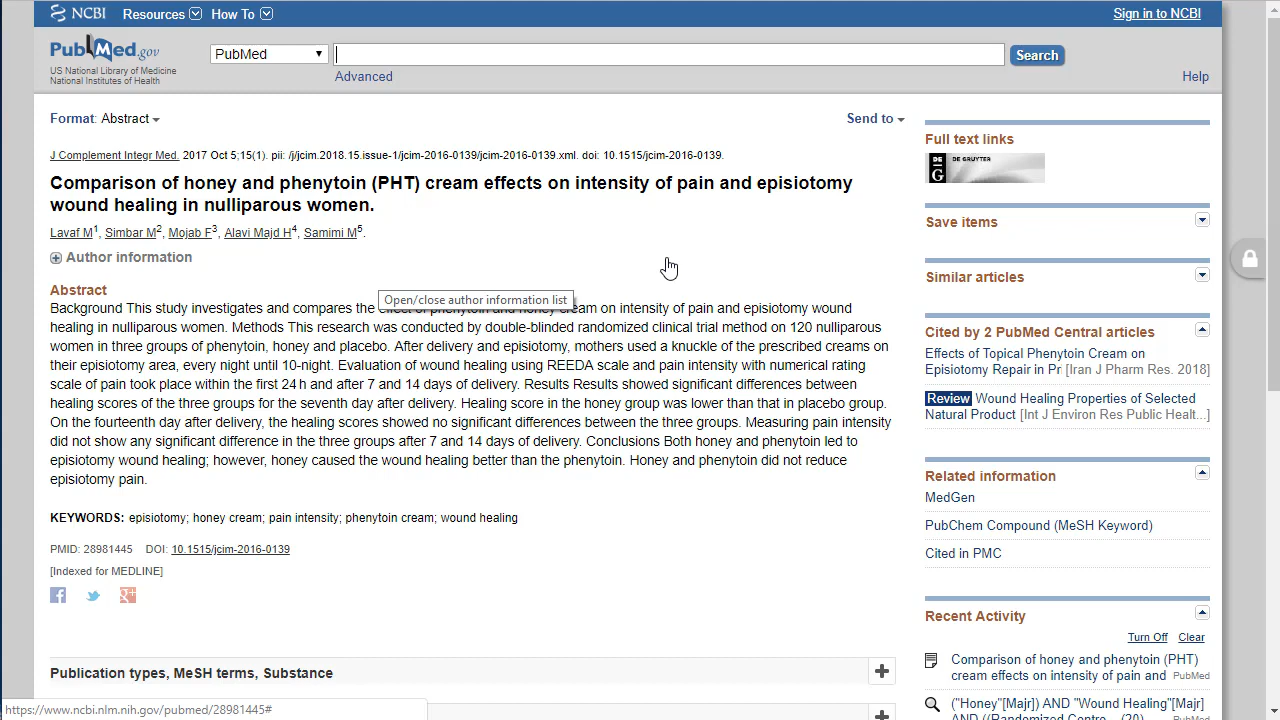 NCBI Resources How To Sign in to NCBI
PubMed.gov
US National Library of Medicine
National Institutes of Health
PubMed
Search
Advanced
Help
Format: Abstract
Send to
J Complement Integr Med. 2017 Oct 5;15(1). pii: /j/jcim.2018.15.issue-1/jcim-2016-0139/jcim-2016-0139.xml. doi: 10.1515/jcim-2016-0139.
Comparison of honey and phenytoin (PHT) cream effects on intensity of pain and episiotomy
wound healing in nulliparous women.
Lavaf M1, Simbar M2, Mojab F3, Alavi Majd H4, Samimi M5.
Author information
Open/close author information list
Abstract
Background This study investigates and compares the effect of phenytoin and honey cream on intensity of pain and episiotomy wound
healing in nulliparous women. Methods This research was conducted by double-blinded randomized clinical trial method on 120 nulliparous
women in three groups of phenytoin, honey and placebo. After delivery and episiotomy, mothers used a knuckle of the prescribed creams on
their episiotomy area, every night until 10-night. Evaluation of wound healing using REEDA scale and pain intensity with numerical rating
scale of pain took place within the first 24 h and after 7 and 14 days of delivery. Results Results showed significant differences between
healing scores of the three groups for the seventh day after delivery. Healing score in the honey group was lower than that in placebo group.
On the fourteenth day after delivery, the healing scores showed no significant differences between the three groups. Measuring pain intensity
did not show any significant difference in the three groups after 7 and 14 days of delivery. Conclusions Both honey and phenytoin led to
episiotomy wound healing; however, honey caused the wound healing better than the phenytoin. Honey and phenytoin did not reduce
episiotomy pain.
KEYWORDS: episiotomy; honey cream; pain intensity; phenytoin cream; wound healing
PMID: 28981445 DOI: 10.1515/jcim-2016-0139
[Indexed for MEDLINE]
Publication types, MeSH terms, Substance
https://www.ncbi.nlm.nih.gov/pubmed/28981445#
Full text links
DE G DE GRUYTER
Save items
Similar articles
Cited by 2 PubMed Central articles
Effects of Topical Phenytoin Cream on
Episiotomy Repair in Pr [Iran J Pharm Res. 2018]
Review Wound Healing Properties of Selected
Natural Product [Int J Environ Res Public Healt...]
Related information
MedGen
PubChem Compound (MeSH Keyword)
Cited in PMC
Recent Activity
Turn Off Clear
Comparison of honey and phenytoin (PHT)
cream effects on intensity of pain and PubMed
("Honey"[Majr]) AND "Wound Healing"[Majr]
AND ((Randomized Contro... (20) PubMed